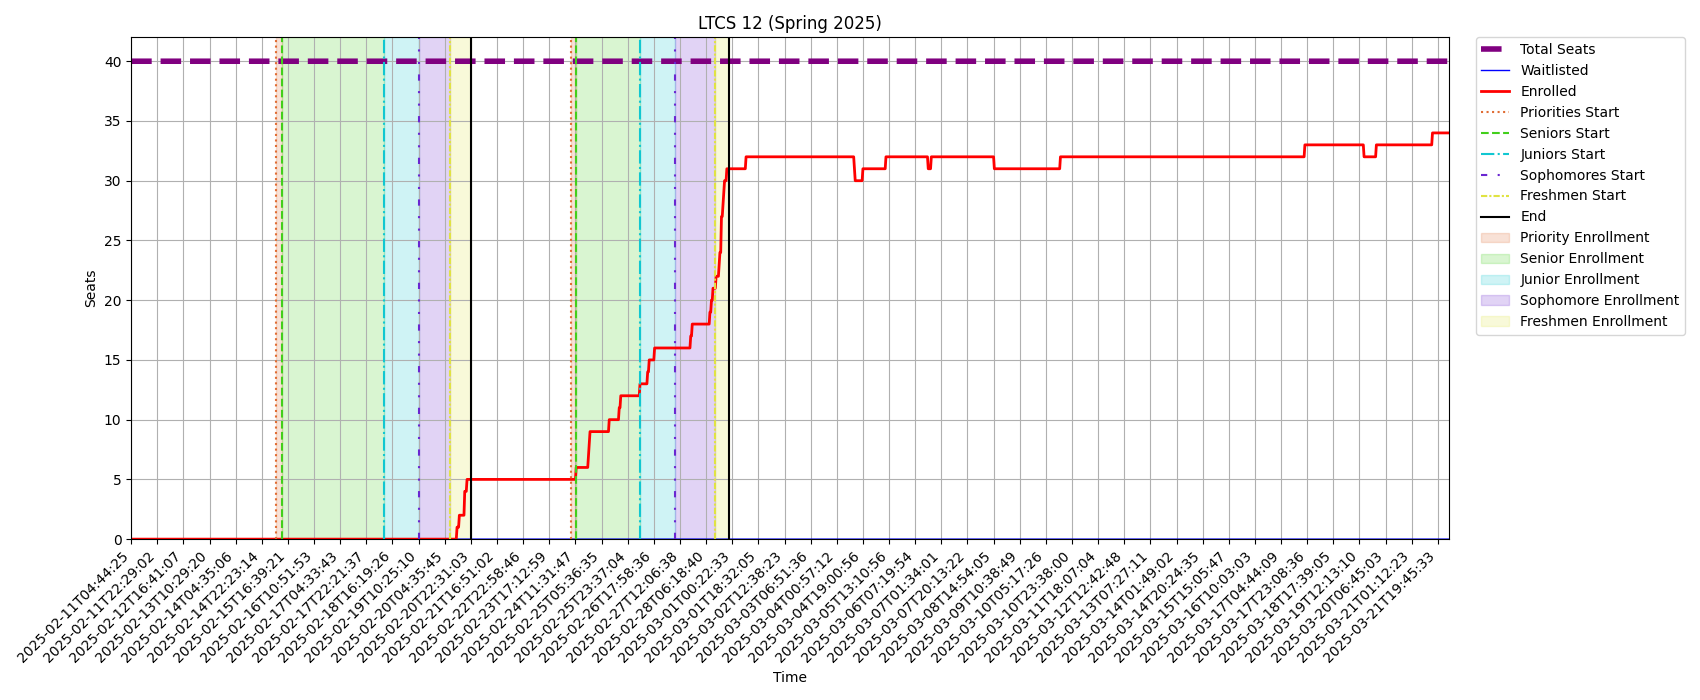 LTCS 12 (Spring 2025)
Seats
40
35
30
25
20
15
10
5
0
2025-02-11T04:44:25
2025-02-11T22:29:02
2025-02-12T16:41:07
2025-02-13T10:29:20
2025-02-14T04:35:06
2025-02-14T22:23:14
2025-02-15T16:39:21
2025-02-16T10:51:53
2025-02-17T04:33:43
2025-02-17T22:21:37
2025-02-18T16:19:26
2025-02-19T10:25:10
2025-02-20T04:35:45
2025-02-20T22:31:03
2025-02-21T16:51:02
2025-02-22T22:58:46
2025-02-23T17:12:59
2025-02-24T11:31:47
2025-02-25T05:36:35
2025-02-25T23:37:04
2025-02-26T17:58:36
2025-02-27T12:06:38
2025-02-28T06:18:40
2025-03-01T00:22:33
2025-03-01T18:32:05
2025-03-02T12:38:23
2025-03-03T06:51:36
2025-03-04T00:57:12
2025-03-04T19:00:56
2025-03-05T13:10:56
2025-03-06T07:19:54
2025-03-07T01:34:01
2025-03-07T20:13:22
2025-03-08T14:54:05
2025-03-09T10:38:49
2025-03-10T05:17:26
2025-03-10T23:38:00
2025-03-11T18:07:04
2025-03-12T12:42:48
2025-03-13T07:27:11
2025-03-14T01:49:02
2025-03-14T20:24:35
2025-03-15T15:05:47
2025-03-16T10:03:03
2025-03-17T04:44:09
2025-03-17T23:08:36
2025-03-18T17:39:05
2025-03-19T12:13:10
2025-03-20T06:45:03
2025-03-21T01:12:23
2025-03-21T19:45:33
Time
Total Seats
Waitlisted
Enrolled
Priorities Start
Seniors Start
Juniors Start
Sophomores Start
Freshmen Start
End
Priority Enrollment
Senior Enrollment
Junior Enrollment
Sophomore Enrollment
Freshmen Enrollment